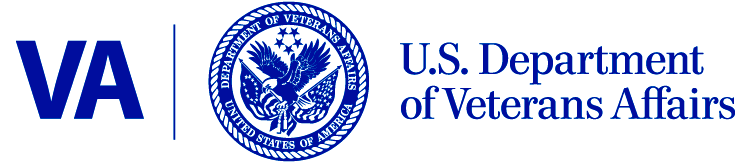 VA
DEPARTMENT OF VETERANS AFFAIRS
UNITED STATES OF AMERICA
U.S. Department
of Veterans Affairs